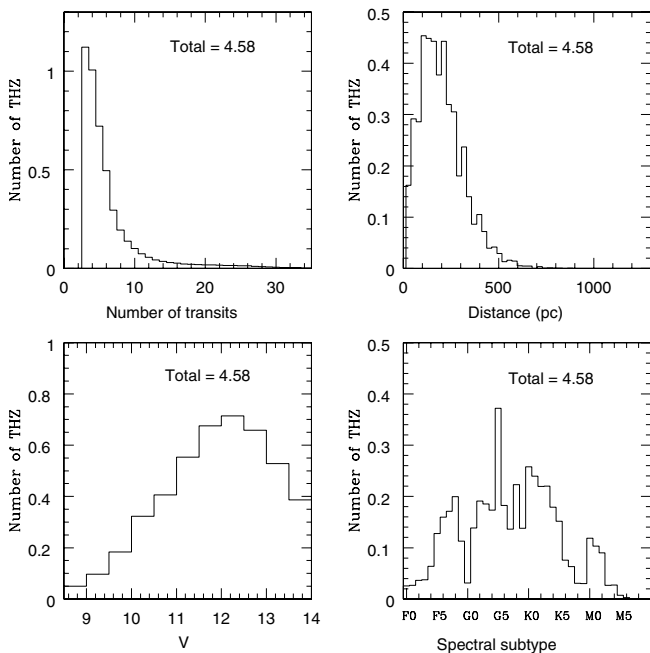 Total = 4.58
Number of THZ
1
0.5
0
0 10 20 30
Number of transits
Total = 4.58
Number of THZ
0.5
0.4
0.3
0.2
0.1
0
0 500 1000
Distance (pc)
Total = 4.58
Number of THZ
1
0.8
0.6
0.4
0.2
0
9 10 11 12 13 14
V
Total = 4.58
Number of THZ
0.5
0.4
0.3
0.2
0.1
0
F0 F5 G0 G5 K0 K5 M0 M5
Spectral subtype